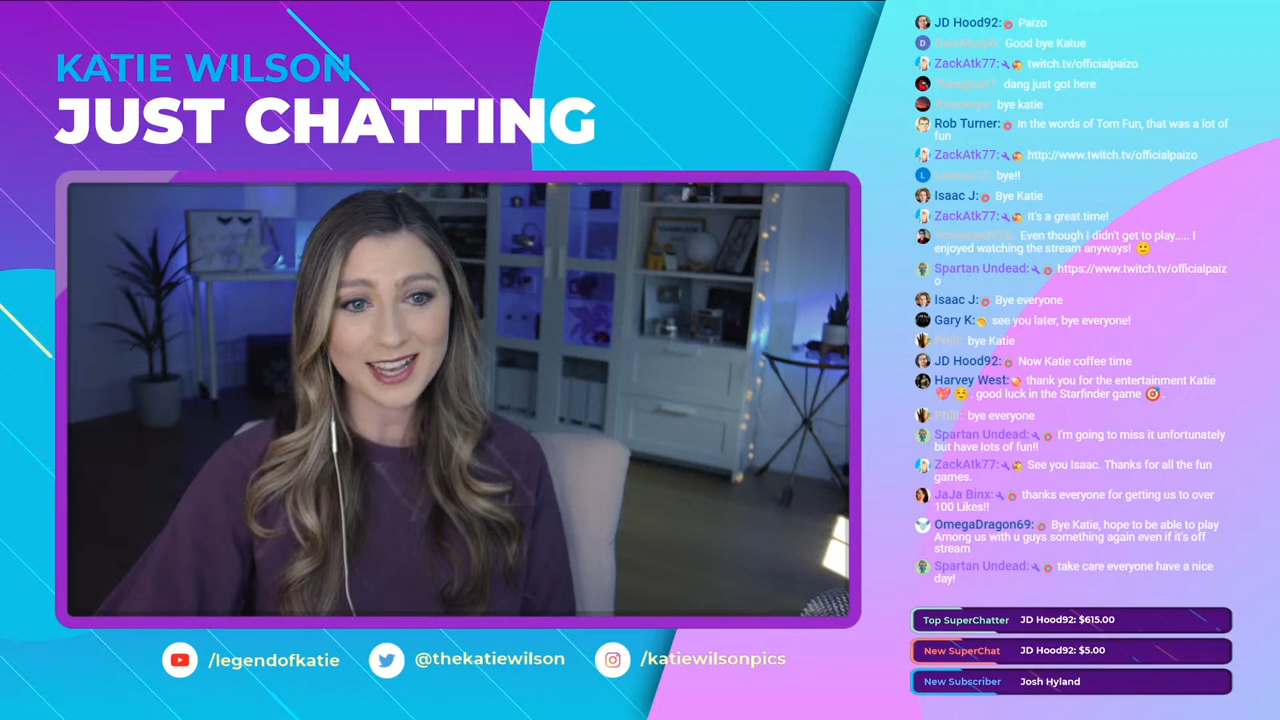 KATIE WILSON
JUST CHATTING
/legendofkatie
@thekatiewilson
/katiewilsonpics
JD Hood92: Paizo
Good bye Katue
ZackAtk77: twitch.tv/officialpaizo
dang just got here
bye katie
Rob Turner: In the words of Tom Fun, that was a lot of
fun
ZackAtk77: http://www.twitch.tv/officialpaizo
L bye!!
Isaac J: Bye Katie
ZackAtk77: It's a great time!
Even though I didn't get to play..... I
enjoyed watching the stream anyways!
Spartan Undead: https://www.twitch.tv/officialpaiz
o
Isaac J: Bye everyone
Gary K: see you later, bye everyone!
bye Katie
JD Hood92: Now Katie coffee time
Harvey West: thank you for the entertainment Katie
. good luck in the Starfinder game .
bye everyone
Spartan Undead: I'm going to miss it unfortunately
but have lots of fun!!
ZackAtk77: See you Isaac. Thanks for all the fun
games.
JaJa Binx: thanks everyone for getting us to over
100 Likes!!
OmegaDragon69: Bye Katie, hope to be able to play
Among us with u guys something again even if it's off
stream
Spartan Undead: take care everyone have a nice
day!
Top SuperChatter JD Hood92: $615.00
New SuperChat JD Hood92: $5.00
New Subscriber Josh Hyland